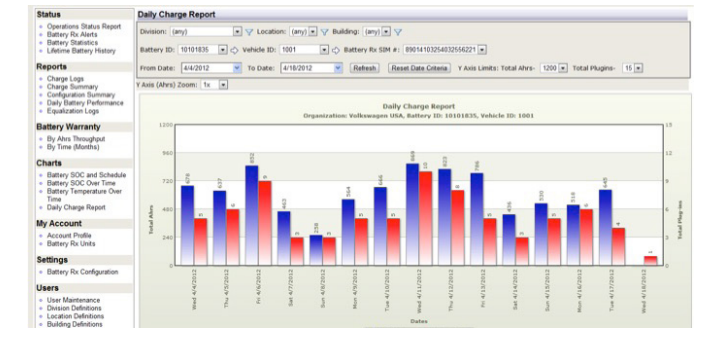 Status
Operations Status Report
Battery Rx Alerts
Battery Statistics
Lifetime Battery History
Reports
Charge Logs
Charge Summary
Configuration Summary
Daily Battery Performance
Equalization Logs
Battery Warranty
By Ahrs Throughput
By Time (Months)
Charts
Battery SOC and Schedule
Battery SOC Over Time
Battery Temperature Over
Time
Daily Charge Report
My Account
Account Profile
Battery Rx Units
Settings
Battery Rx Configuration
Users
User Maintenance
Division Definitions
Location Definitions
Building Definitions
Daily Charge Report
Division: (any) Location: (any) Building: (any)
Battery ID: 10101835 Vehicle ID: 1001 Battery Rx SIM #: 89014103254032556221
From Date: 4/4/2012 To Date: 4/18/2012 Refresh Reset Date Criteria Y Axis Limits: Total Ahrs- 1200 Total Plugins- 15
Y Axis (Ahrs) Zoom: 1x
Daily Charge Report
Organization: Volkswagen USA, Battery ID: 10101835, Vehicle ID: 1001
Total Ahrs
1200
960
720
480
240
0
15
12
9
6
3
0
Total Plug-ins
Wed 4/4/2012
Thu 4/5/2012
Fri 4/6/2012
Sat 4/7/2012
Sun 4/8/2012
Mon 4/9/2012
Tue 4/10/2012
Wed 4/11/2012
Thu 4/12/2012
Fri 4/13/2012
Sat 4/14/2012
Sun 4/15/2012
Mon 4/16/2012
Tue 4/17/2012
Wed 4/18/2012
Dates